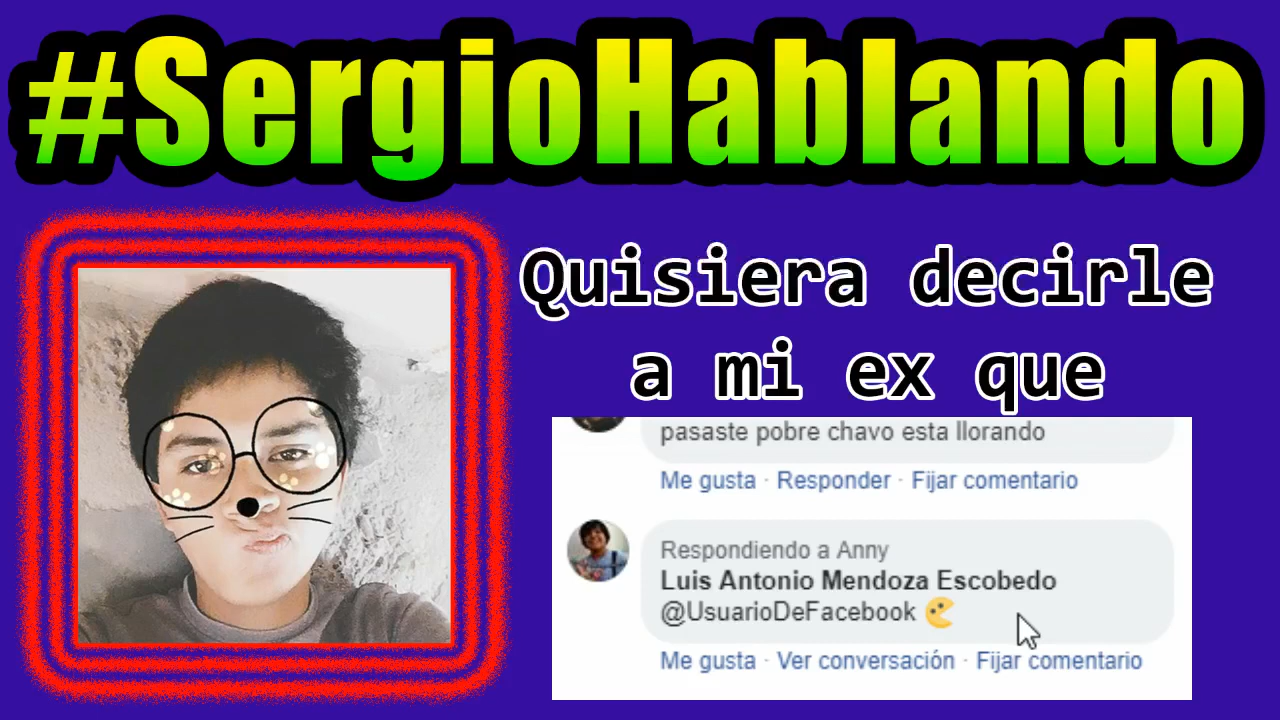 #SergioHablando
Quisiera decirle
a mi ex que
pasaste pobre chavo esta llorando
Me gusta · Responder · Fijar comentario
Respondiendo a Anny
Luis Antonio Mendoza Escobedo
@UsuarioDeFacebook
Me gusta · Ver conversación · Fijar comentario